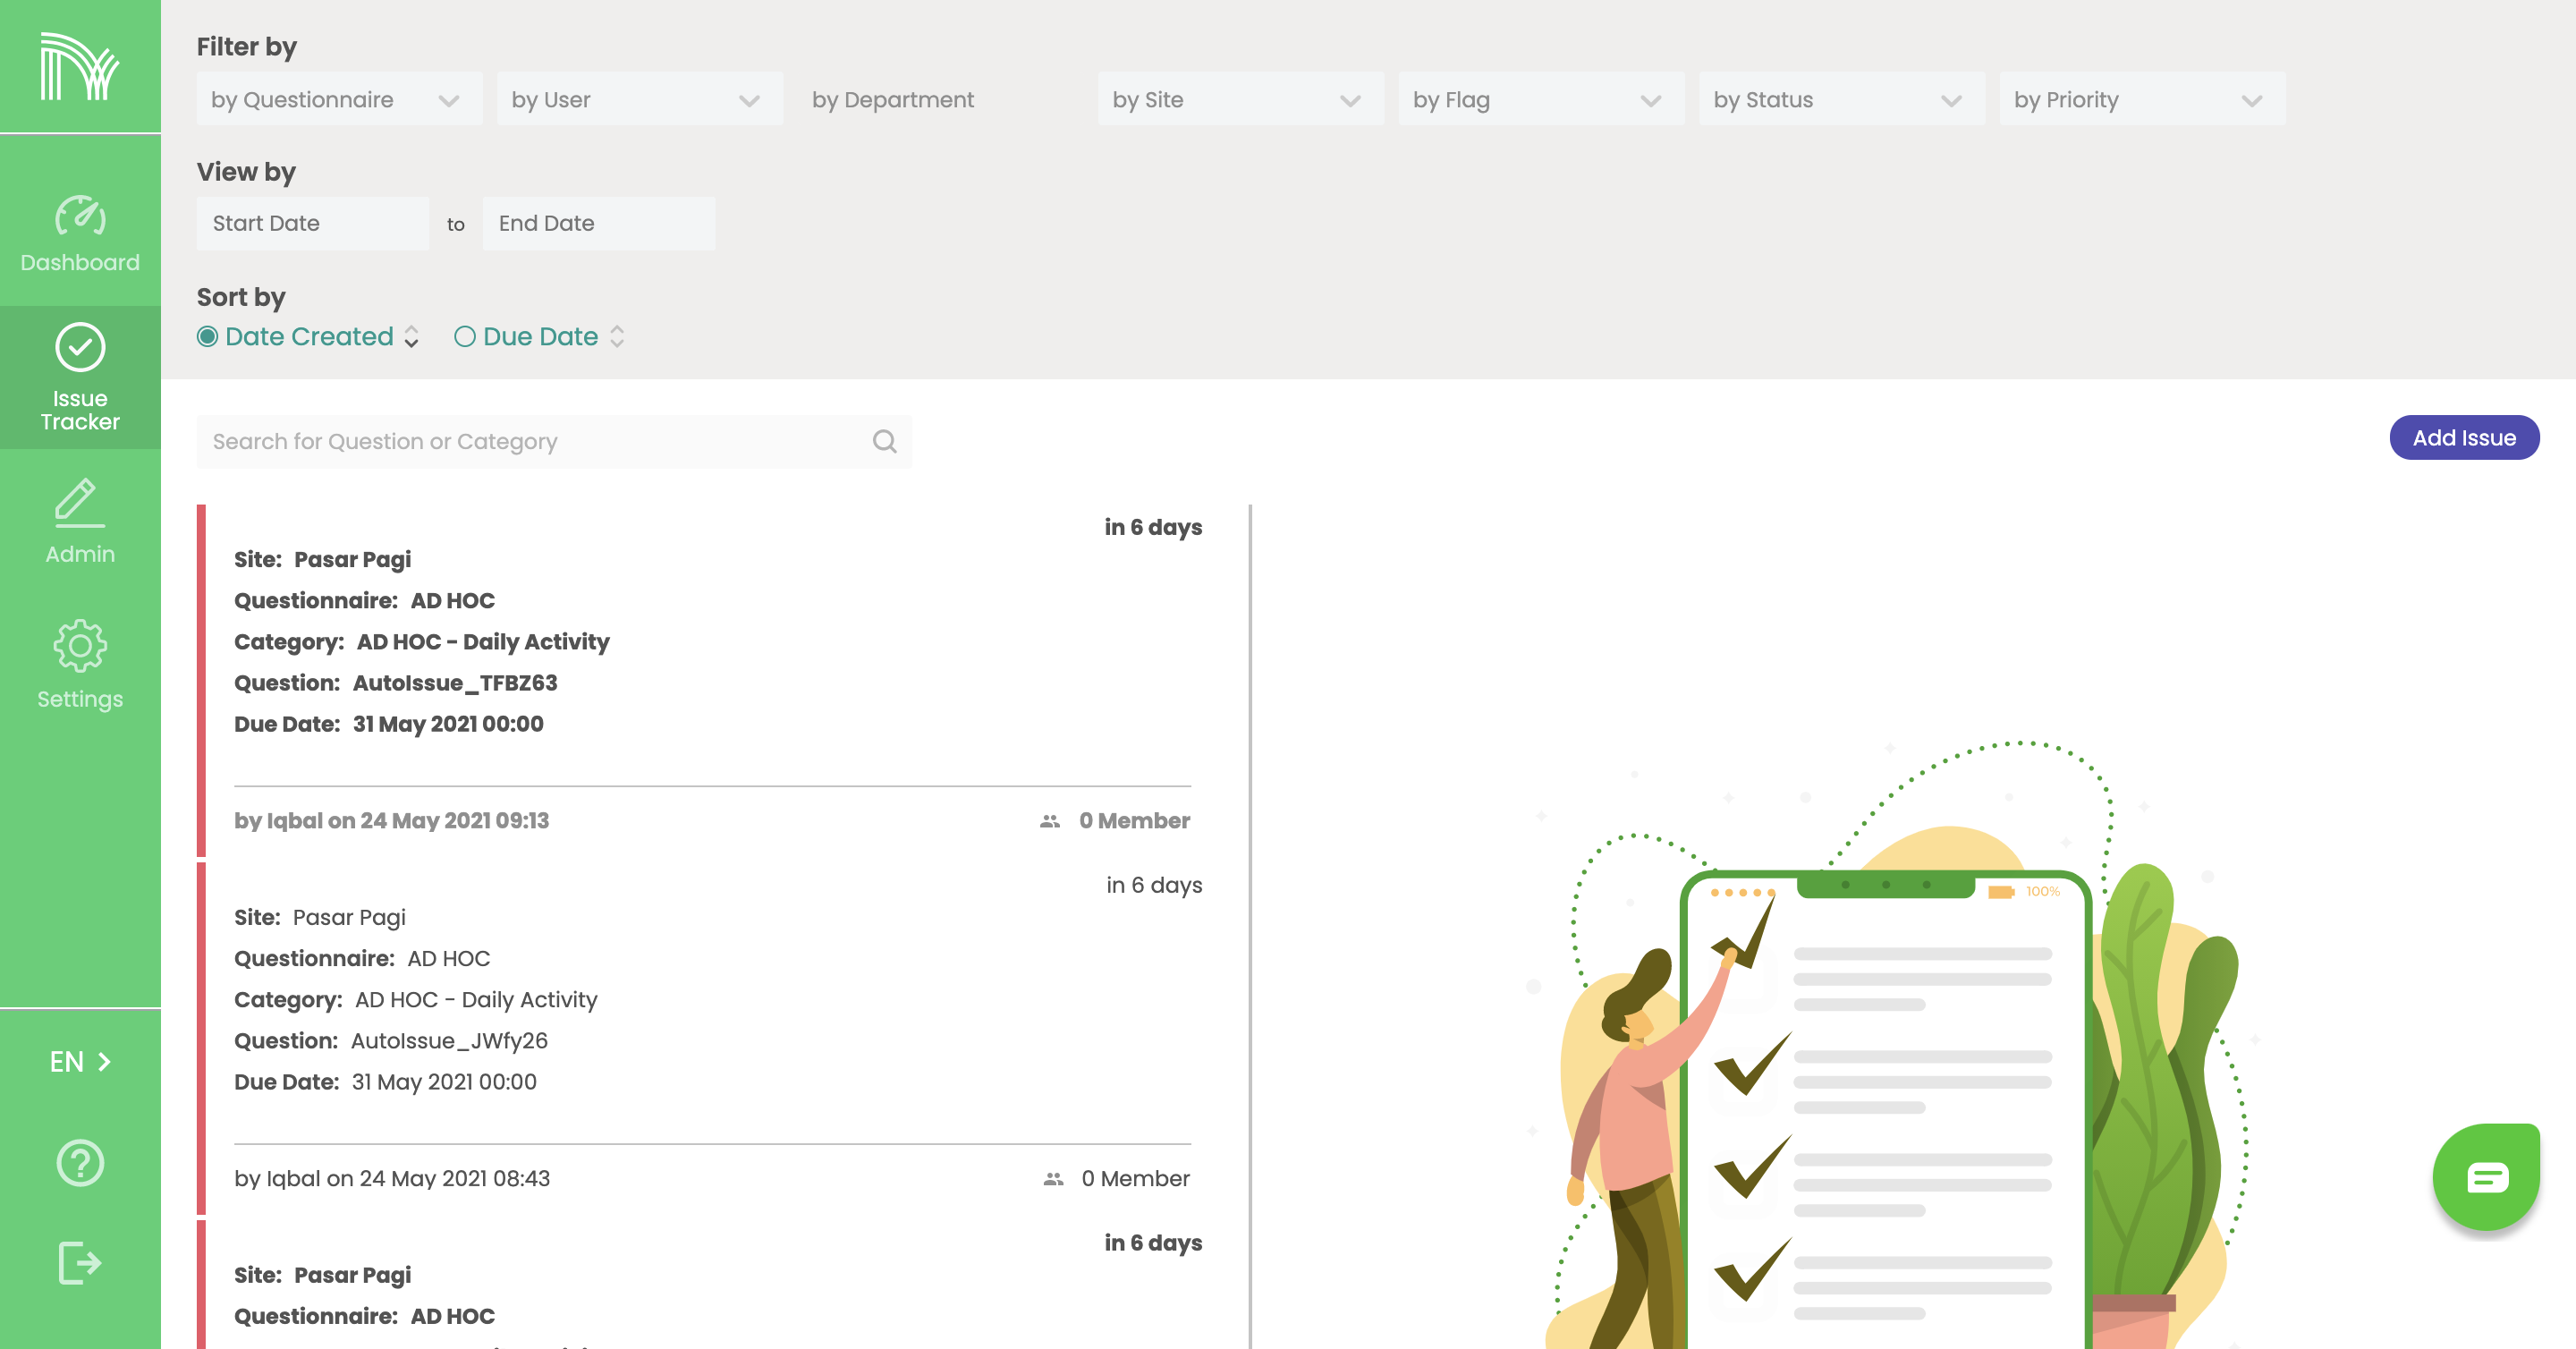 Filter by
by Questionnaire by User by Department by Site by Flag by Status by Priority
View by
Start Date to End Date
Sort by
Date Created Due Date
Dashboard
Issue
Tracker
Admin
Settings
EN
Search for Question or Category
Add Issue
in 6 days
Site: Pasar Pagi
Questionnaire: AD HOC
Category: AD HOC - Daily Activity
Question: AutoIssue_TFBZ63
Due Date: 31 May 2021 00:00
by Iqbal on 24 May 2021 09:13 0 Member
in 6 days
Site: Pasar Pagi
Questionnaire: AD HOC
Category: AD HOC - Daily Activity
Question: AutoIssue_JWfy26
Due Date: 31 May 2021 00:00
by Iqbal on 24 May 2021 08:43 0 Member
in 6 days
Site: Pasar Pagi
Questionnaire: AD HOC
100%